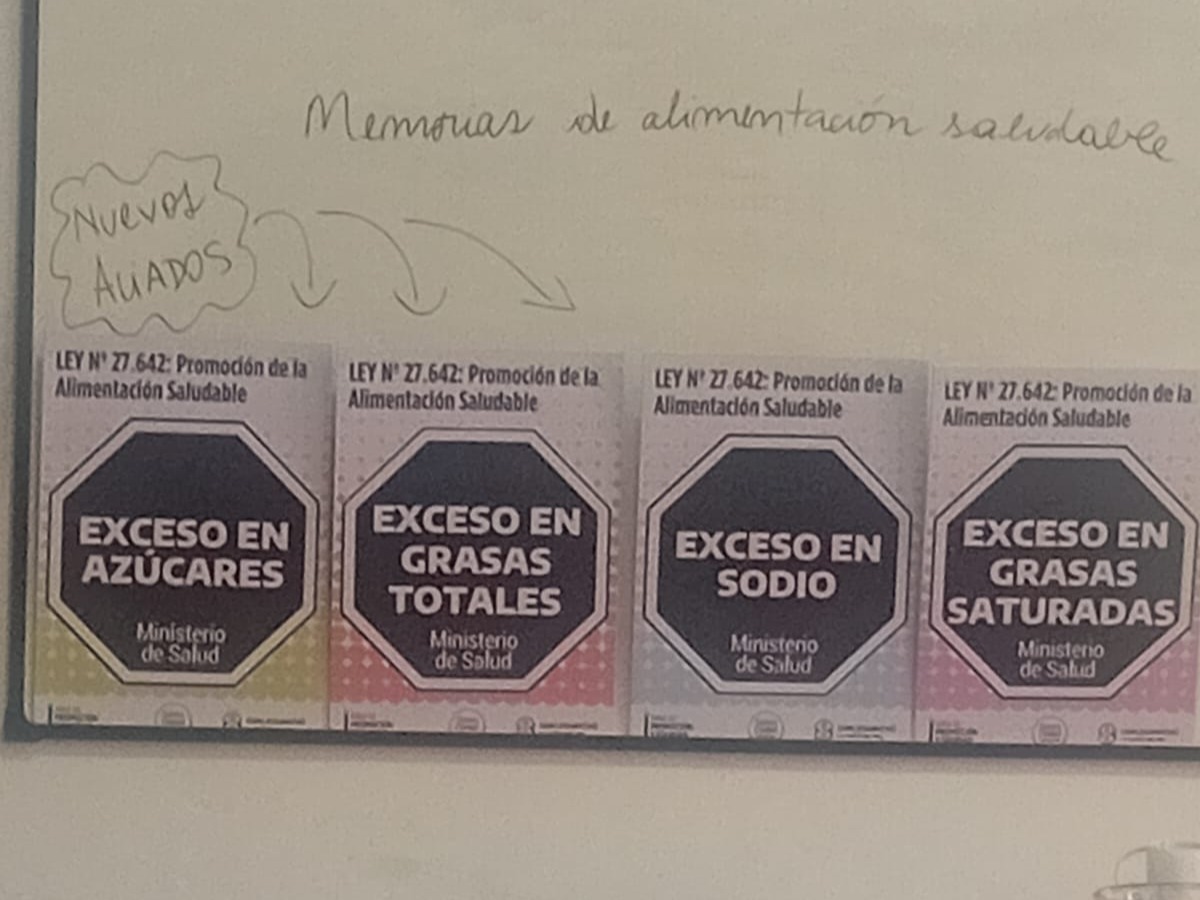 Memorias de alimentación saludable
Nuevos
ALIADOS
LEY N° 27.642: Promoción de la
Alimentación Saludable
EXCESO EN
AZÚCARES
Ministerio
de Salud
LEY N° 27.642: Promoción de la
Alimentación Saludable
EXCESO EN
GRASAS
TOTALES
Ministerio
de Salud
LEY N° 27.642: Promoción de la
Alimentación Saludable
EXCESO EN
SODIO
Ministerio
de Salud
LEY N° 27.642: Promoción de la
Alimentación Saludable
EXCESO EN
GRASAS
SATURADAS
Ministerio
de Salud